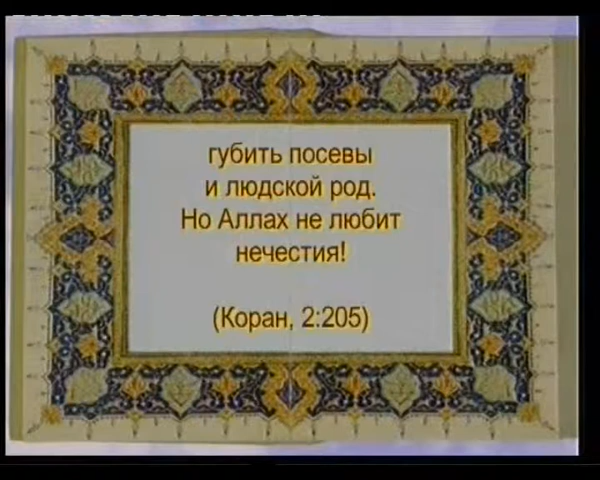 губить посевы
и людской род.
Но Аллах не любит
нечестия!
(Коран, 2:205)